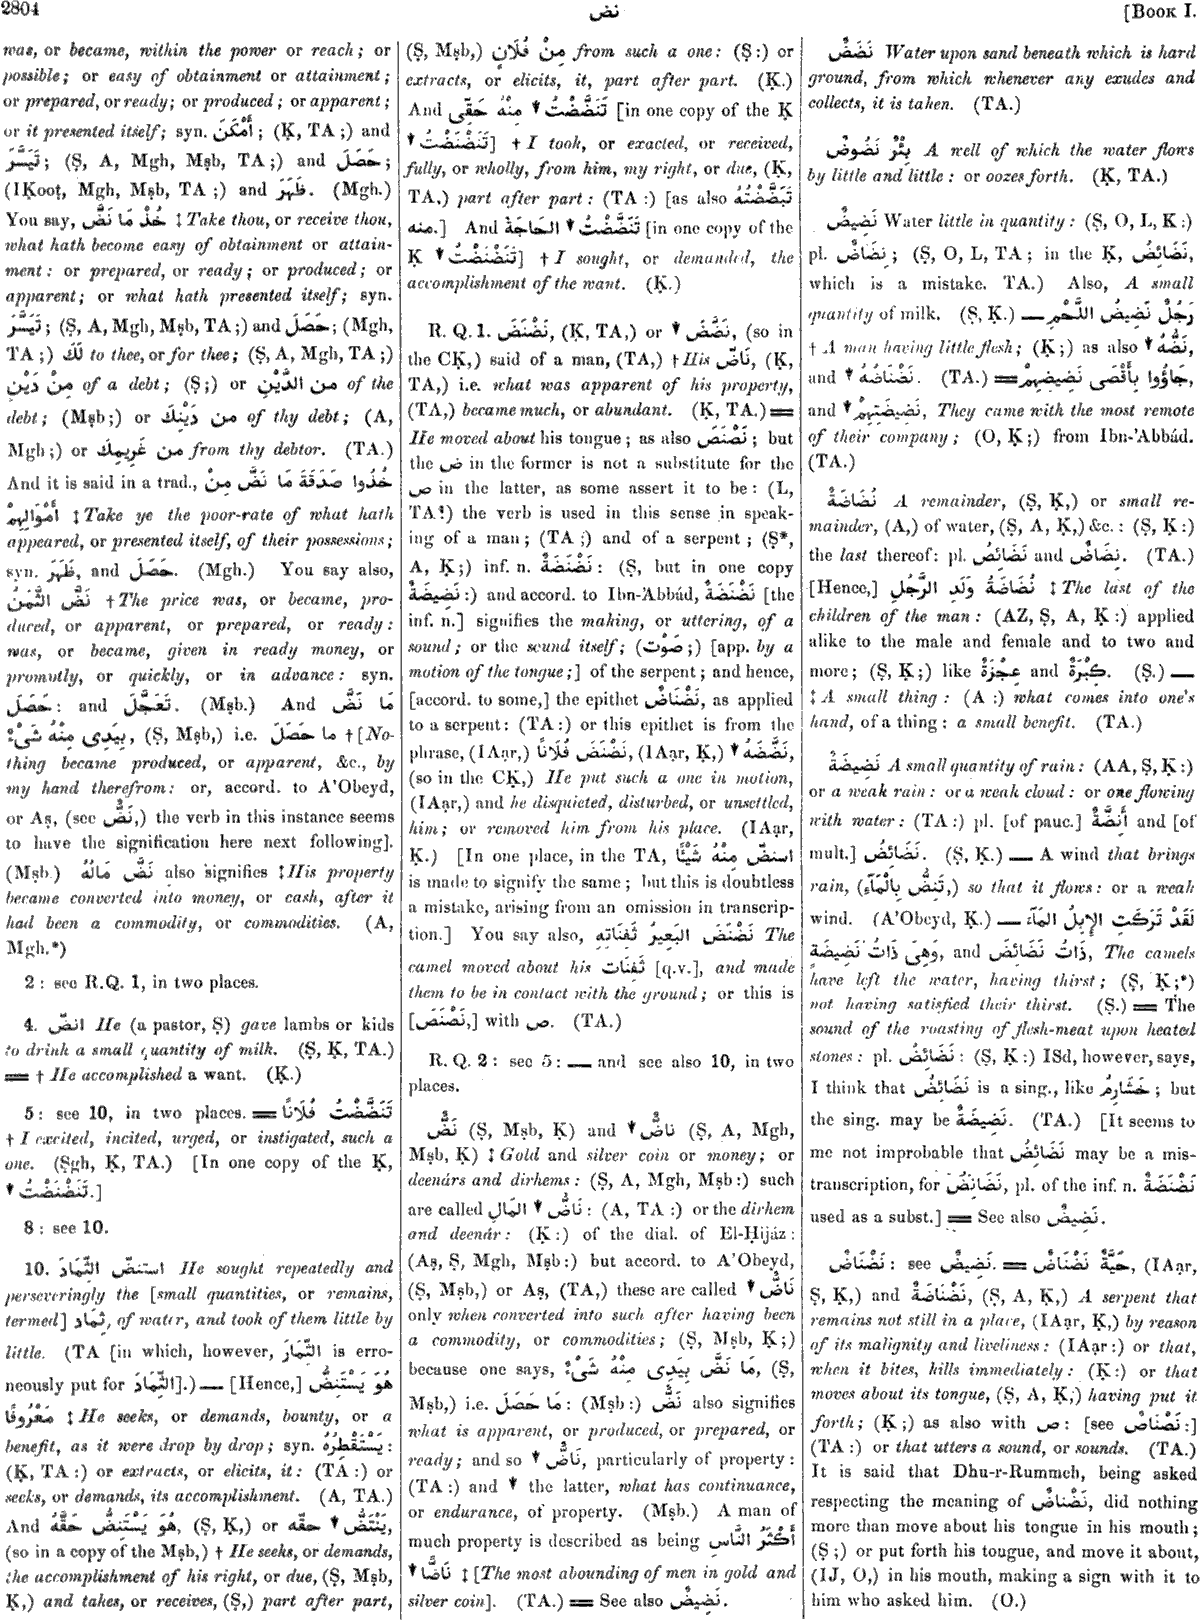 2804
نض
[BOOK I.
was, or became, within the power or reach; or
possible; or easy of obtainment or attainment;
or prepared, or ready; or produced; or apparent;
or it presented itself; syn. أَمْكَنَ; (Ḳ, TA;) and
تَيَسَّرَ; (Ṣ, A, Mgh, Mṣb, TA;) and حَصَلَ;
(IḲooṭ, Mgh, Mṣb, TA;) and ظَهَرَ. (Mgh.)
You say, خُذْ مَا نَضَّ ‡ Take thou, or receive thou,
what hath become easy of obtainment or attain-
ment: or prepared, or ready; or produced; or
apparent; or what hath presented itself; syn.
تَيَسَّرَ; (Ṣ, A, Mgh, Mṣb, TA;) and حَصَلَ; (Mgh,
TA;) لَكَ to thee, or for thee; (Ṣ, A, Mgh, TA;)
مِنْ دَيْنٍ of a debt; (Ṣ;) or من الدَّيْنِ of the
debt; (Mṣb;) or من دَيْنِكَ of thy debt; (A,
Mgh;) or من غَرِيمِكَ from thy debtor. (TA.)
And it is said in a trad., خُذُوا صَدَقَةَ مَا نَضَّ مِنْ
أَمْوَالِهِمْ ‡ Take ye the poor-rate of what hath
appeared, or presented itself, of their possessions;
syn. ظَهَرَ, and حَصَلَ. (Mgh.) You say also,
نَضَّ الثَّمَنُ † The price was, or became, pro-
duced, or apparent, or prepared, or ready:
was, or became, given in ready money, or
promptly, or quickly, or in advance: syn.
حَصَلَ: and تَعَجَّلَ. (Mṣb.) And مَا نَضَّ
بِيَدِى مِنْهُ شَىْءٌ, (Ṣ, Mṣb,) i.e. ما حَصَلَ † [No-
thing became produced, or apparent, &c., by
my hand therefrom: or, accord. to A'Obeyd,
or Aṣ, (see نَضٌّ,) the verb in this instance seems
to have the signification here next following].
(Mṣb.) نَضَّ مَالُهُ also signifies ‡ His property
became converted into money, or cash, after it
had been a commodity, or commodities. (A,
Mgh.*)
2: see R.Q. 1, in two places.
4. انضّ He (a pastor, Ṣ) gave lambs or kids
to drink a small quantity of milk. (Ṣ, Ḳ, TA.)
═ † He accomplished a want. (Ḳ.)
5: see 10, in two places. ═ تَنَضَّضْتُ فُلَانًا
† I excited, incited, urged, or instigated, such a
one. (Ṣgh, Ḳ, TA.) [In one copy of the Ḳ,
▼ تَنَضْنَضْتُ.]
8: see 10.
10. استنضّ الثِّمَادَ He sought repeatedly and
perseveringly the [small quantities, or remains,
termed] ثِمَاد, of water, and took of them little by
little. (TA [in which, however, الثِّمَارَ is erro-
neously put for الثِّمَادَ].) — [Hence,] هُوَ يَسْتَنِضُّ
مَعْرُوفًا ‡ He seeks, or demands, bounty, or a
benefit, as it were drop by drop; syn. يَسْتَقْطِرُهُ:
(Ḳ, TA:) or extracts, or elicits, it: (TA:) or
seeks, or demands, its accomplishment. (A, TA.)
And هُوَ يَسْتَنِضُّ حَقَّهُ, (Ṣ, Ḳ,) or يَنْتَضُّ ▼ حقّه,
(so in a copy of the Mṣb,) † He seeks, or demands,
the accomplishment of his right, or due, (Ṣ, Mṣb,
Ḳ,) and takes, or receives, (Ṣ,) part after part,
(Ṣ, Mṣb,) مِنْ فُلَانٍ from such a one: (Ṣ:) or
extracts, or elicits, it, part after part. (Ḳ.)
And تَنَضَّضْتُ ▼ مِنْهُ حَقِّى [in one copy of the Ḳ
▼ تَنَضْنَضْتُ] † I took, or exacted, or received,
fully, or wholly, from him, my right, or due, (Ḳ,
TA,) part after part: (TA:) [as also تَبَضَّضْتُهُ
منه.] And تَنَضَّضْتُ ▼ الحَاجَةَ [in one copy of the
Ḳ ▼ تَنَضْنَضْتُ] † I sought, or demanded, the
accomplishment of the want. (Ḳ.)
R. Q. 1. نَضْنَضَ, (Ḳ, TA,) or ▼ نَضَّضَ, (so in
the CḲ,) said of a man, (TA,) † His نَاضّ, (Ḳ,
TA,) i.e. what was apparent of his property,
(TA,) became much, or abundant. (Ḳ, TA.) ═
He moved about his tongue; as also نَصْنَصَ; but
the ض in the former is not a substitute for the
ص in the latter, as some assert it to be: (L,
TA:) the verb is used in this sense in speak-
ing of a man; (TA;) and of a serpent; (Ṣ*,
A, Ḳ;) inf. n. نَضْنَضَةٌ: (Ṣ, but in one copy
نَضِيضَةٌ:) and accord. to Ibn-'Abbád, نَضْنَضَةٌ [the
inf. n.] signifies the making, or uttering, of a
sound; or the sound itself; (صَوْت;) [app. by a
motion of the tongue;] of the serpent; and hence,
[accord. to some,] the epithet نَضْنَاضٌ, as applied
to a serpent: (TA:) or this epithet is from the
phrase, (IAạr,) نَضْنَضَ فُلَانًا, (IAạr, Ḳ,) ▼ نَضَّضَهُ,
(so in the CḲ,) He put such a one in motion,
(IAạr,) and he disquieted, disturbed, or unsettled,
him; or removed him from his place. (IAạr,
Ḳ.) [In one place, in the TA, استنضّ مِنْهُ شَيْئًا
is made to signify the same; but this is doubtless
a mistake, arising from an omission in transcrip-
tion.] You say also, نَضْنَضَ البَعِيرُ ثَفِنَاتِهِ The
camel moved about his ثَفِنَات [q.v.], and made
them to be in contact with the ground; or this is
[نَصْنَصَ,] with ص. (TA.)
R. Q. 2: see 5: — and see also 10, in two
places.
نَضٌّ (Ṣ, Mṣb, Ḳ) and ▼ نَاضٌّ (Ṣ, A, Mgh,
Mṣb, Ḳ) ‡ Gold and silver coin or money; or
deenárs and dirhems: (Ṣ, A, Mgh, Mṣb:) such
are called نَاضُّ ▼ المَالِ: (A, TA:) or the dirhem
and deenár: (Ḳ:) of the dial. of El-Ḥijáz:
(Aṣ, Ṣ, Mgh, Mṣb:) but accord. to A'Obeyd,
(Ṣ, Mṣb,) or Aṣ, (TA,) these are called ▼ نَاضٌّ
only when converted into such after having been
a commodity, or commodities; (Ṣ, Mṣb, Ḳ;)
because one says, مَا نَضَّ بِيَدِى مِنْهُ شَىْءٌ, (Ṣ,
Mṣb,) i.e. مَا حَصَلَ: (Mṣb:) نَضٌّ also signifies
what is apparent, or produced, or prepared, or
ready; and so ▼ نَاضٌّ, particularly of property:
(TA:) and ▼ the latter, what has continuance,
or endurance, of property. (Mṣb.) A man of
much property is described as being أَكْثَرُ النَّاسِ
▼ نَاضًّا ‡ [The most abounding of men in gold and
silver coin]. (TA.) ═ See also نَضِيضٌ.
نَضَضٌ Water upon sand beneath which is hard
ground, from which whenever any exudes and
collects, it is taken. (TA.)
بِئْرٌ نَضُوضٌ A well of which the water flows
by little and little: or oozes forth. (Ḳ, TA.)
نَضِيضٌ Water little in quantity: (Ṣ, O, L, K:)
pl. نِضَاضٌ; (Ṣ, O, L, TA; in the Ḳ, نَضَائِضُ,
which is a mistake. TA.) Also, A small
quantity of milk. (Ṣ, Ḳ.) — رَجُلٌ نَضِيضُ اللَّحْمِ
† A man having little flesh; (Ḳ;) as also ▼ نَضُّهُ,
and ▼ نَضْنَاضُهُ. (TA.) ═ جَاؤُوا بِأَقْصَى نَضِيضِهِمْ,
and ▼ نَضِيضَتِهِمْ, They came with the most remote
of their company; (O, Ḳ;) from Ibn-'Abbád.
(TA.)
نُضَاضَةٌ A remainder, (Ṣ, Ḳ,) or small re-
mainder, (A,) of water, (Ṣ, A, Ḳ,) &c.: (Ṣ, Ḳ:)
the last thereof: pl. نَضَائِضُ and نِضَاضٌ. (TA.)
[Hence,] نُضَاضَةُ وَلَدِ الرَّجُلِ ‡ The last of the
children of the man: (AZ, Ṣ, A, Ḳ:) applied
alike to the male and female and to two and
more; (Ṣ, Ḳ;) like عِجْزَةٌ and كِبْرَةٌ. (Ṣ.) —
‡ A small thing: (A:) what comes into one's
hand, of a thing: a small benefit. (TA.)
نَضِيضَةٌ A small quantity of rain: (AA, Ṣ, Ḳ:)
or a weak rain: or a weak cloud: or one flowing
with water: (TA:) pl. [of pauc.] أَنِضَّةٌ and [of
mult.] نَضَائِضُ. (Ṣ, Ḳ.) — A wind that brings
rain, (تَنِضُّ بِالْمَآءِ,) so that it flows: or a weak
wind. (A'Obeyd, Ḳ.) — لَقَدْ تَرَكَتِ الإِبِلُ المَآءَ
وَهِىَ ذَاتُ نَضِيضَةٍ, and ذَاتُ نَضَائِضَ, The camels
have left the water, having thirst; (Ṣ, Ḳ;*)
not having satisfied their thirst. (Ṣ.) ═ The
sound of the roasting of flesh-meat upon heated
stones: pl. نَضَائِضُ: (Ṣ, Ḳ:) ISd, however, says,
I think that نَضَائِضُ is a sing., like خَشَارِمُ; but
the sing. may be نَضِيضَةٌ. (TA.) [It seems to
me not improbable that نَضَائِضُ may be a mis-
transcription, for نَضَانِضُ, pl. of the inf. n. نَضْنَضَةٌ
used as a subst.] ═ See also نَضِيضٌ.
نَضْنَاضٌ: see نَضِيضٌ. ═ حَيَّةٌ نَضْنَاضٌ, (IAạr,
Ṣ, Ḳ,) and نَضْنَاضَةٌ, (Ṣ, A, Ḳ,) A serpent that
remains not still in a place, (IAạr, Ḳ,) by reason
of its malignity and liveliness: (IAạr:) or that,
when it bites, kills immediately: (Ḳ:) or that
moves about its tongue, (Ṣ, A, Ḳ,) having put it
forth; (Ḳ;) as also with ص: [see نَصْنَاصٌ:]
(TA:) or that utters a sound, or sounds. (TA.)
It is said that Dhu-r-Rummeh, being asked
respecting the meaning of نَضْنَاضٌ, did nothing
more than move about his tongue in his mouth;
(Ṣ;) or put forth his tongue, and move it about,
(IJ, O,) in his mouth, making a sign with it to
him who asked him. (O.)